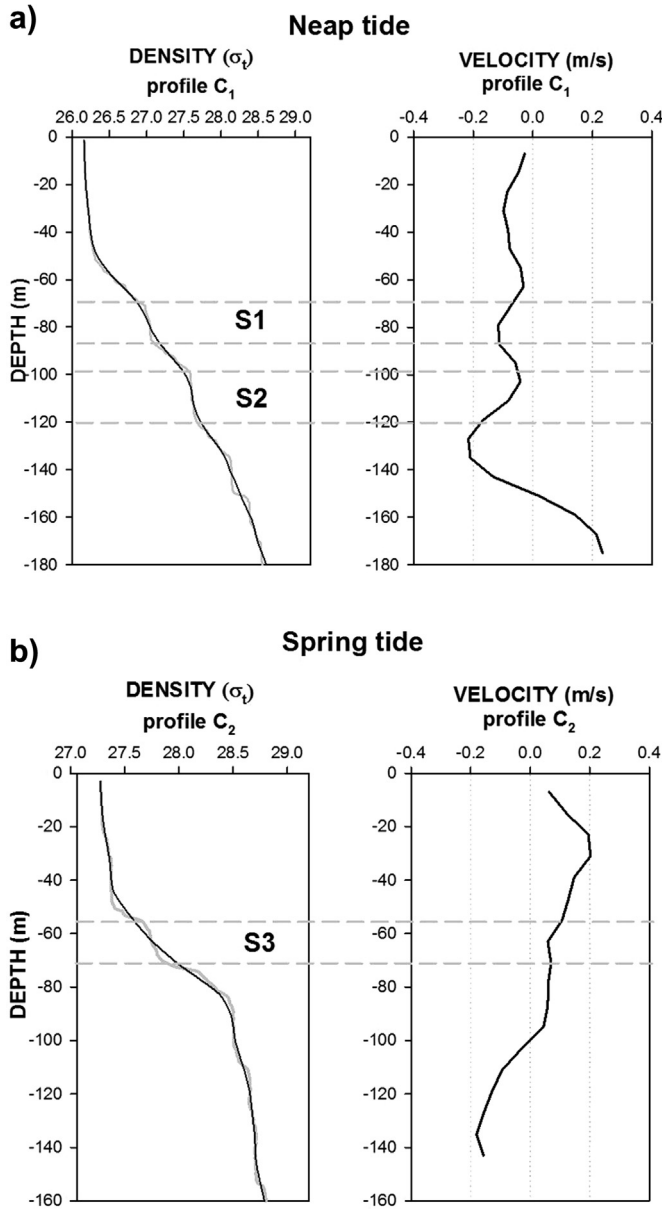 a)
Neap tide
DENSITY (σt)
profile C1
26.0 26.5 27.0 27.5 28.0 28.5 29.0
VELOCITY (m/s)
profile C1
-0.4 -0.2 0.0 0.2 0.4
DEPTH (m)
0
-20
-40
-60
-80
-100
-120
-140
-160
-180
S1
S2
0
-20
-40
-60
-80
-100
-120
-140
-160
-180
b)
Spring tide
DENSITY (σt)
profile C2
27.0 27.5 28.0 28.5 29.0
VELOCITY (m/s)
profile C2
-0.4 -0.2 0.0 0.2 0.4
DEPTH (m)
0
-20
-40
-60
-80
-100
-120
-140
-160
S3
0
-20
-40
-60
-80
-100
-120
-140
-160